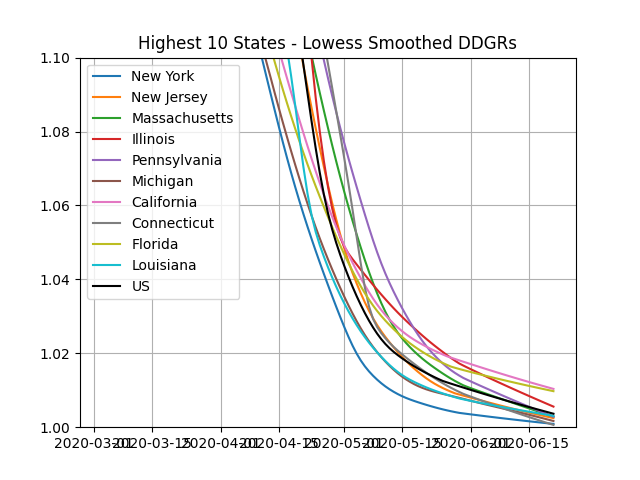 Highest 10 States - Lowess Smoothed DDGRs
1.10
1.08
1.06
1.04
1.02
1.00
New York
New Jersey
Massachusetts
Illinois
Pennsylvania
Michigan
California
Connecticut
Florida
Louisiana
US
2020-03-01 2020-03-15 2020-04-01 2020-04-15 2020-05-01 2020-05-15 2020-06-01 2020-06-15